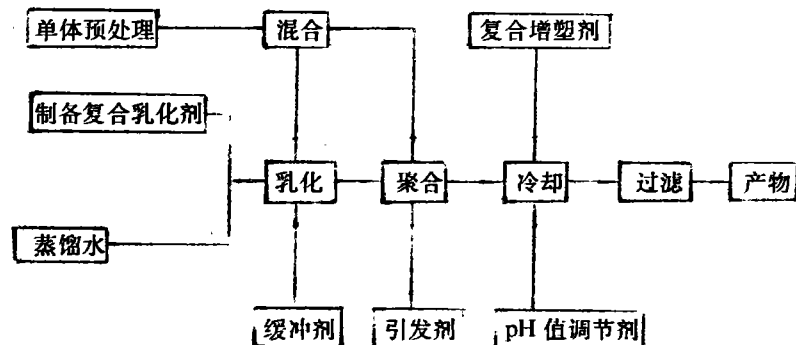 单体预处理
混合
复合增塑剂
制备复合乳化剂
乳化
聚合
冷却
过滤
产物
蒸馏水
缓冲剂
引发剂
pH 值调节剂